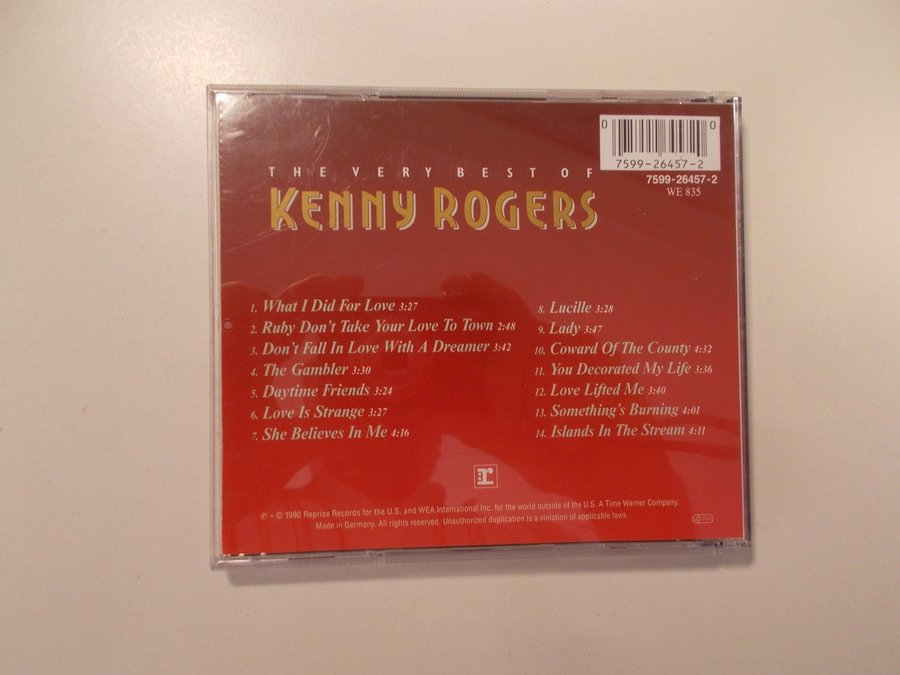 0 0
7599-26457-2
THE VERY BEST OF
7599-26457-2
KENNY ROGERS
WE 835
1. What I Did For Love 3:27
2. Ruby Don't Take Your Love To Town 2:48
3. Don't Fall In Love With A Dreamer 3:42
4. The Gambler 3:30
5. Daytime Friends 3:24
6. Love Is Strange 3:27
7. She Believes In Me 4:16
8. Lucille 3:28
9. Lady 3:47
10. Coward Of The County 4:32
11. You Decorated My Life 3:36
12. Love Lifted Me 3:40
13. Something's Burning 4:01
14. Islands In The Stream 4:11
r
℗ + © 1990 Reprise Records for the U.S. and WEA International Inc. for the world outside of the U.S. A Time Warner Company.
Made in Germany. All rights reserved. Unauthorized duplication is a violation of applicable laws.